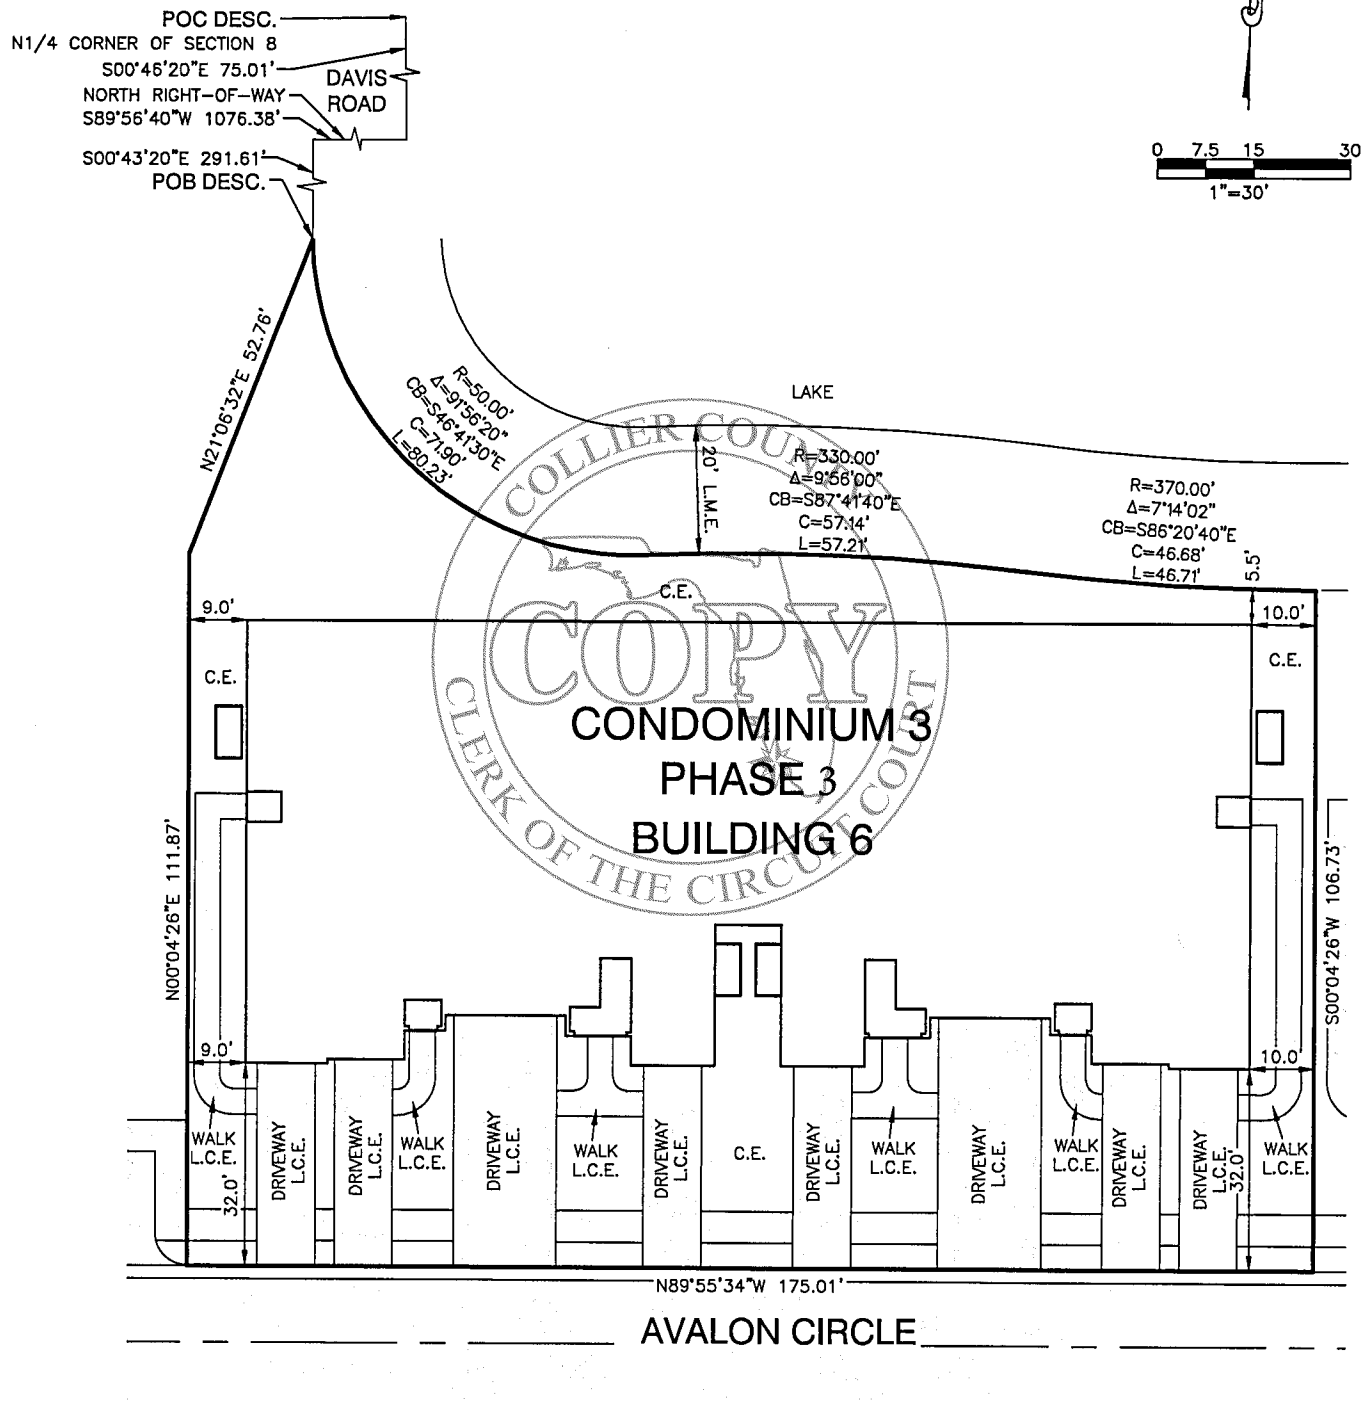 POC DESC.
N1/4 CORNER OF SECTION 8
S00°46'20"E 75.01'
DAVIS
ROAD
NORTH RIGHT-OF-WAY
S89°56'40"W 1076.38'
S00°43'20"E 291.61'
POB DESC.
0 7.5 15 30
1"=30'
N21°06'32"E 52.76'
R=50.00'
Δ=91°56'20"
CB=S46°41'30"E
C=71.90'
L=80.23'
LAKE
20' L.M.E.
R=330.00'
Δ=9°56'00"
CB=S87°41'40"E
C=57.14'
L=57.21'
R=370.00'
Δ=7°14'02"
CB=S86°20'40"E
C=46.68'
L=46.71'
5.5'
C.E.
9.0'
10.0'
C.E.
C.E.
COLLIER COUNTY
COPY
CLERK OF THE CIRCUIT COURT
CONDOMINIUM 3
PHASE 3
BUILDING 6
N00°04'26"E 111.87'
S00°04'26"W 106.73'
9.0'
10.0'
WALK
L.C.E.
32.0'
DRIVEWAY
L.C.E.
DRIVEWAY
L.C.E.
WALK
L.C.E.
DRIVEWAY
L.C.E.
WALK
L.C.E.
DRIVEWAY
L.C.E.
C.E.
DRIVEWAY
L.C.E.
WALK
L.C.E.
DRIVEWAY
L.C.E.
WALK
L.C.E.
DRIVEWAY
L.C.E.
DRIVEWAY
L.C.E.
32.0'
WALK
L.C.E.
N89°55'34"W 175.01'
AVALON CIRCLE